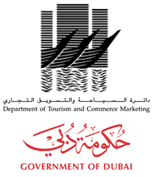 دائرة السياحة والتسويق التجاري
Department of Tourism and Commerce Marketing
حكومة دبي
GOVERNMENT OF DUBAI